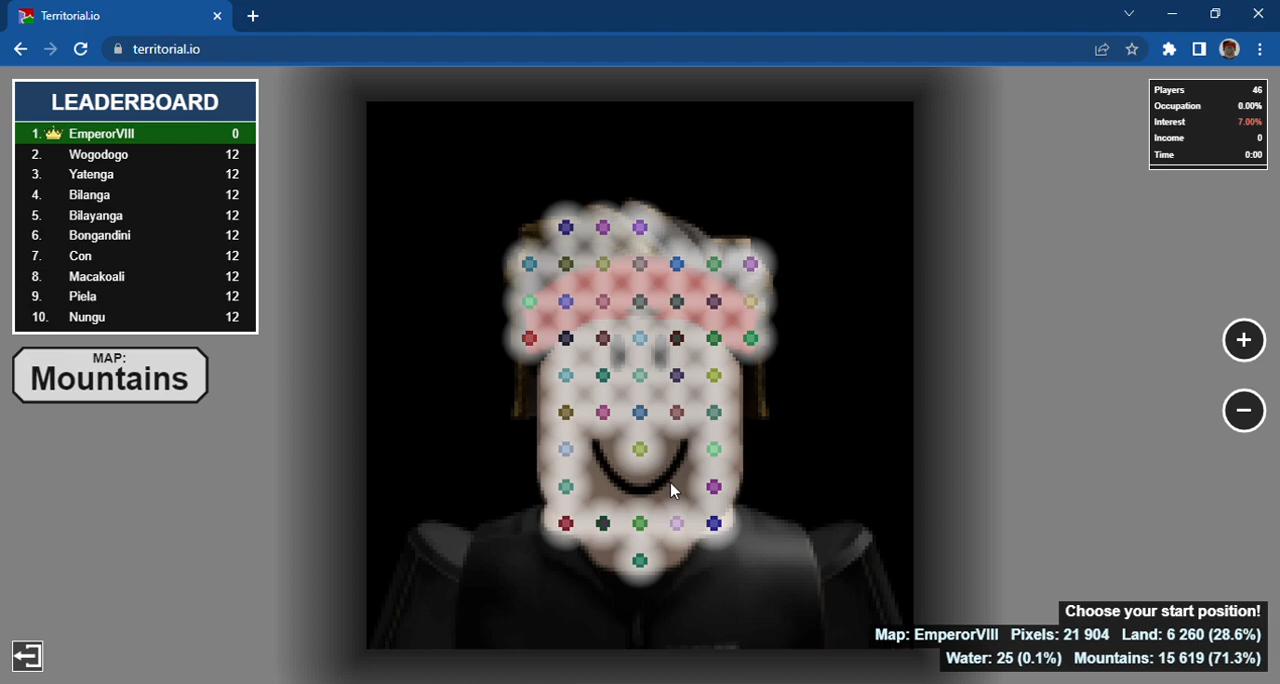 Territorial.io
territorial.io
LEADERBOARD
1. EmperorVIII 0
2. Wogodogo 12
3. Yatenga 12
4. Bilanga 12
5. Bilayanga 12
6. Bongandini 12
7. Con 12
8. Macakoali 12
9. Piela 12
10. Nungu 12
MAP:
Mountains
Players 46
Occupation 0.00%
Interest 7.00%
Income 0
Time 0:00
+
−
Choose your start position!
Map: EmperorVIII Pixels: 21 904 Land: 6 260 (28.6%)
Water: 25 (0.1%) Mountains: 15 619 (71.3%)